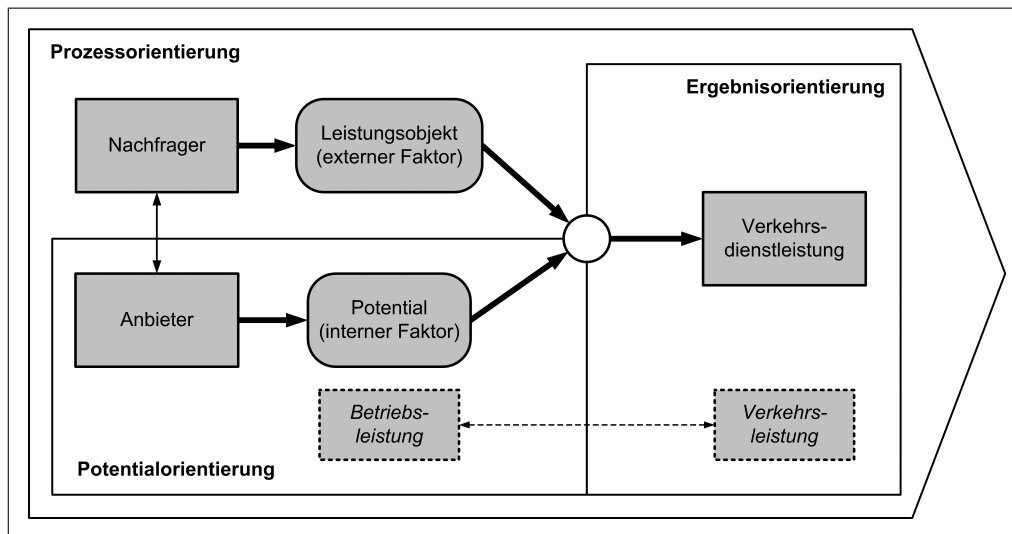 Prozessorientierung
Ergebnisorientierung
Nachfrager
Leistungsobjekt
(externer Faktor)
Verkehrs-
dienstleistung
Anbieter
Potential
(interner Faktor)
Betriebs-
leistung
Verkehrs-
leistung
Potentialorientierung